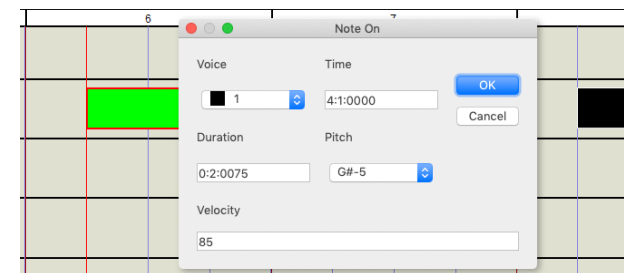 6
7
Note On
Voice Time
1 4:1:0000 OK
Cancel
Duration Pitch
0:2:0075 G#-5
Velocity
85